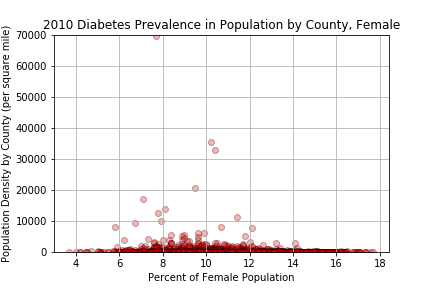 2010 Diabetes Prevalence in Population by County, Female
Population Density by County (per square mile)
70000
60000
50000
40000
30000
20000
10000
0
4 6 8 10 12 14 16 18
Percent of Female Population